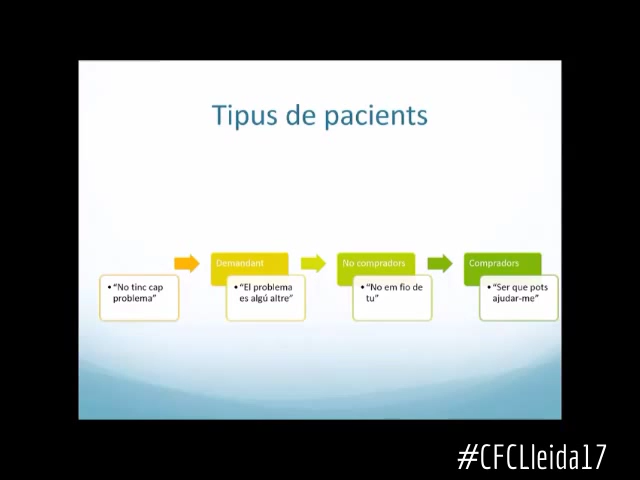 Tipus de pacients
Demandant
No compradors
Compradors
• "No tinc cap
problema"
• "El problema
es algú altre"
• "No em fio de
tu"
• "Ser que pots
ajudar-me"
#CFCLleida17